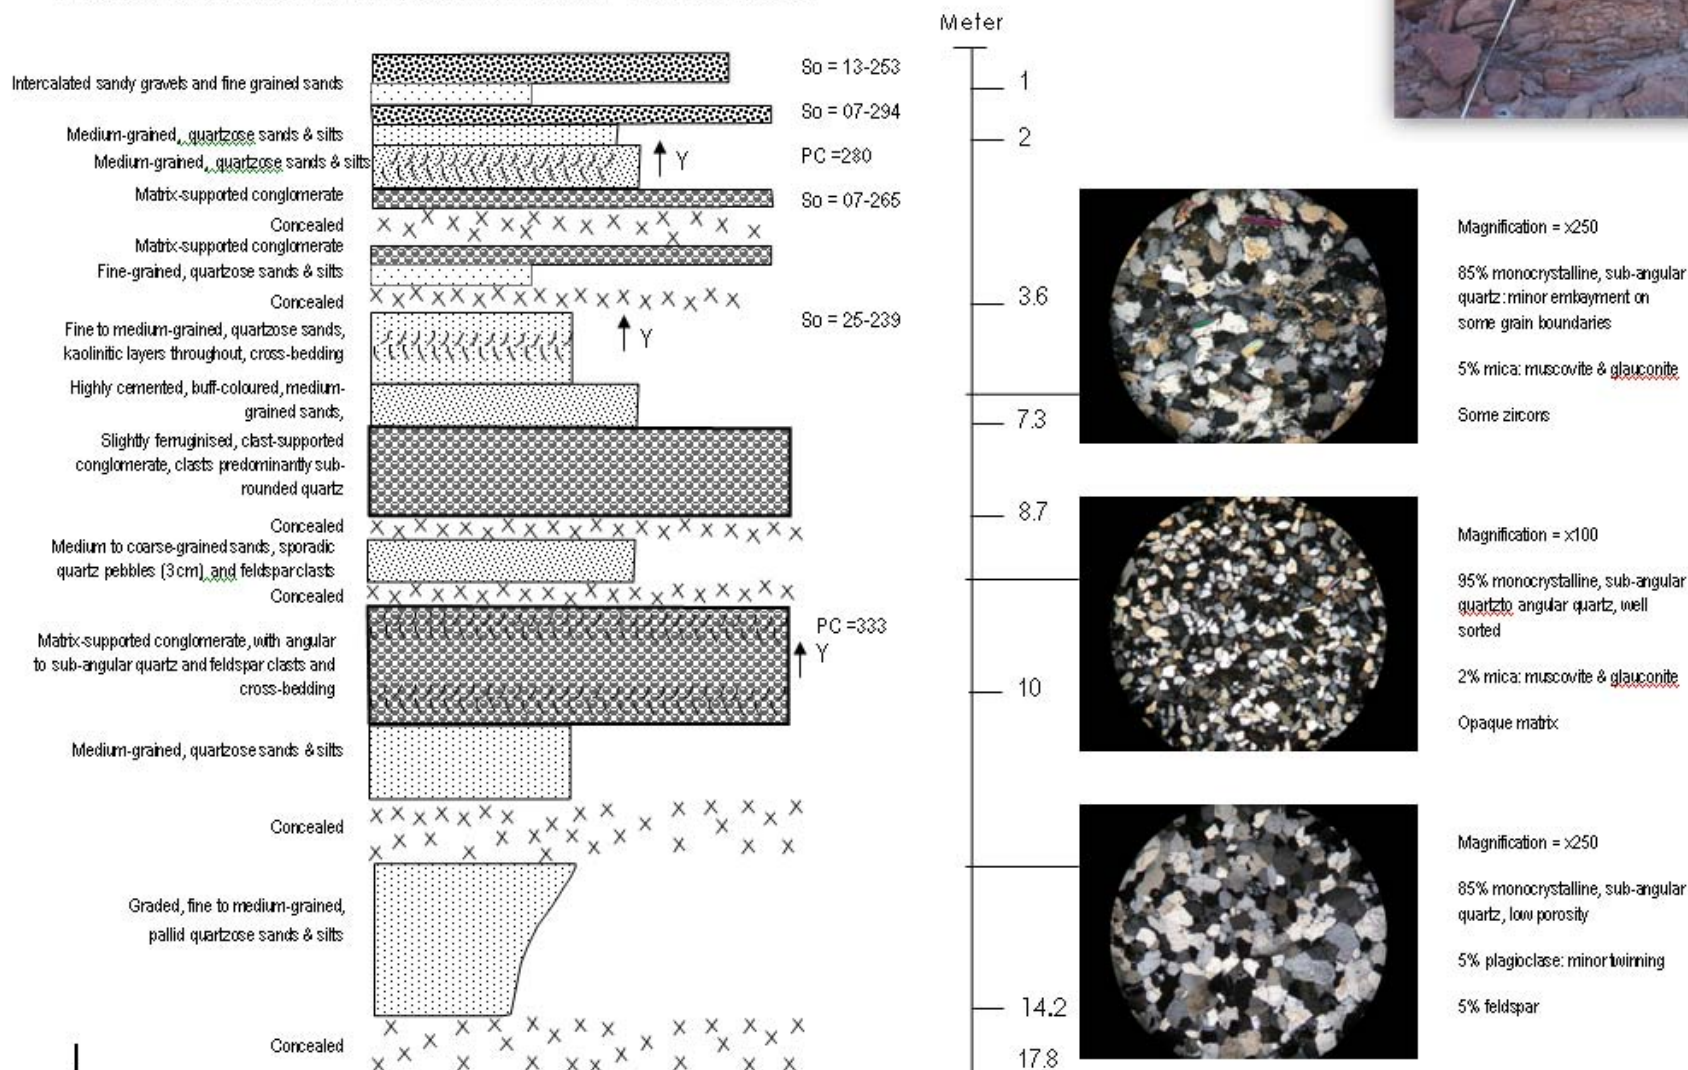 Meter
Intercalated sandy gravels and fine grained sands
So = 13-253
1
So = 07-294
Medium-grained, quartzose sands & silts
2
Medium-grained, quartzose sands & silts
Y
PC =280
Matrix-supported conglomerate
So = 07-265
Concealed
Matrix-supported conglomerate
Fine-grained, quartzose sands & silts
Concealed
3.6
Fine to medium-grained, quartzose sands,
kaolinitic layers throughout, cross-bedding
Y
So = 25-239
Highly cemented, buff-coloured, medium-
grained sands,
7.3
Slightly ferruginised, clast-supported
conglomerate, clasts predominantly sub-
rounded quartz
8.7
Concealed
Medium to coarse-grained sands, sporadic
quartz pebbles (3cm) and feldspar clasts
Concealed
Matrix-supported conglomerate, with angular
to sub-angular quartz and feldspar clasts and
cross-bedding
PC =333
Y
10
Medium-grained, quartzose sands & silts
Concealed
Graded, fine to medium-grained,
pallid quartzose sands & silts
14.2
Concealed
17.8
Magnification = x250
85% monocrystalline, sub-angular
quartz: minor embayment on
some grain boundaries
5% mica: muscovite & glauconite
Some zircons
Magnification = x100
95% monocrystalline, sub-angular
quartzto angular quartz, well
sorted
2% mica: muscovite & glauconite
Opaque matrix
Magnification = x250
85% monocrystalline, sub-angular
quartz, low porosity
5% plagioclase: minor twinning
5% feldspar